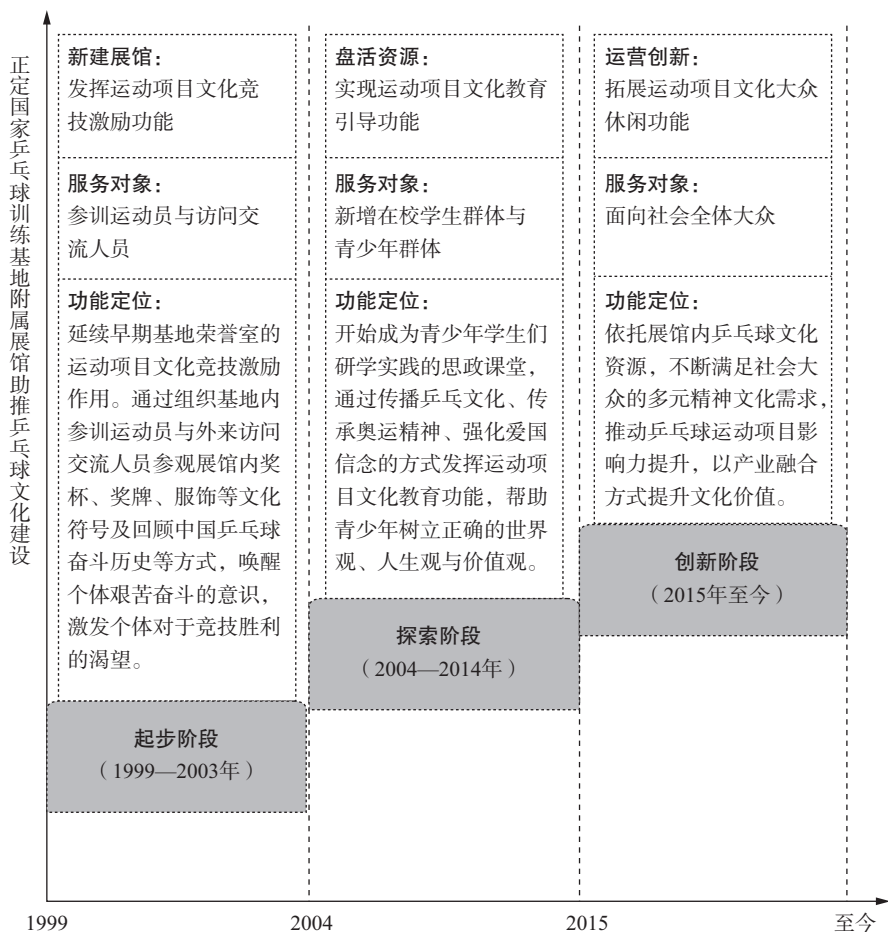 正定国家乒乓球训练基地附属展馆助推乒乓球文化建设
新建展馆：
发挥运动项目文化竞
技激励功能
服务对象：
参训运动员与访问交
流人员
功能定位：
延续早期基地荣誉室的
运动项目文化竞技激励
作用。通过组织基地内
参训运动员与外来访问
交流人员参观展馆内奖
杯、奖牌、服饰等文化
符号及回顾中国乒乓球
奋斗历史等方式，唤醒
个体艰苦奋斗的意识，
激发个体对于竞技胜利
的渴望。
起步阶段
（1999—2003年）
盘活资源：
实现运动项目文化教育
引导功能
服务对象：
新增在校学生群体与
青少年群体
功能定位：
开始成为青少年学生们
研学实践的思政课堂，
通过传播乒乓文化、传
承奥运精神、强化爱国
信念的方式发挥运动项
目文化教育功能，帮助
青少年树立正确的世界
观、人生观与价值观。
探索阶段
（2004—2014年）
运营创新：
拓展运动项目文化大众
休闲功能
服务对象：
面向社会全体大众
功能定位：
依托展馆内乒乓球文化
资源，不断满足社会大
众的多元精神文化需求，
推动乒乓球运动项目影
响力提升，以产业融合
方式提升文化价值。
创新阶段
（2015年至今）
1999
2004
2015
至今